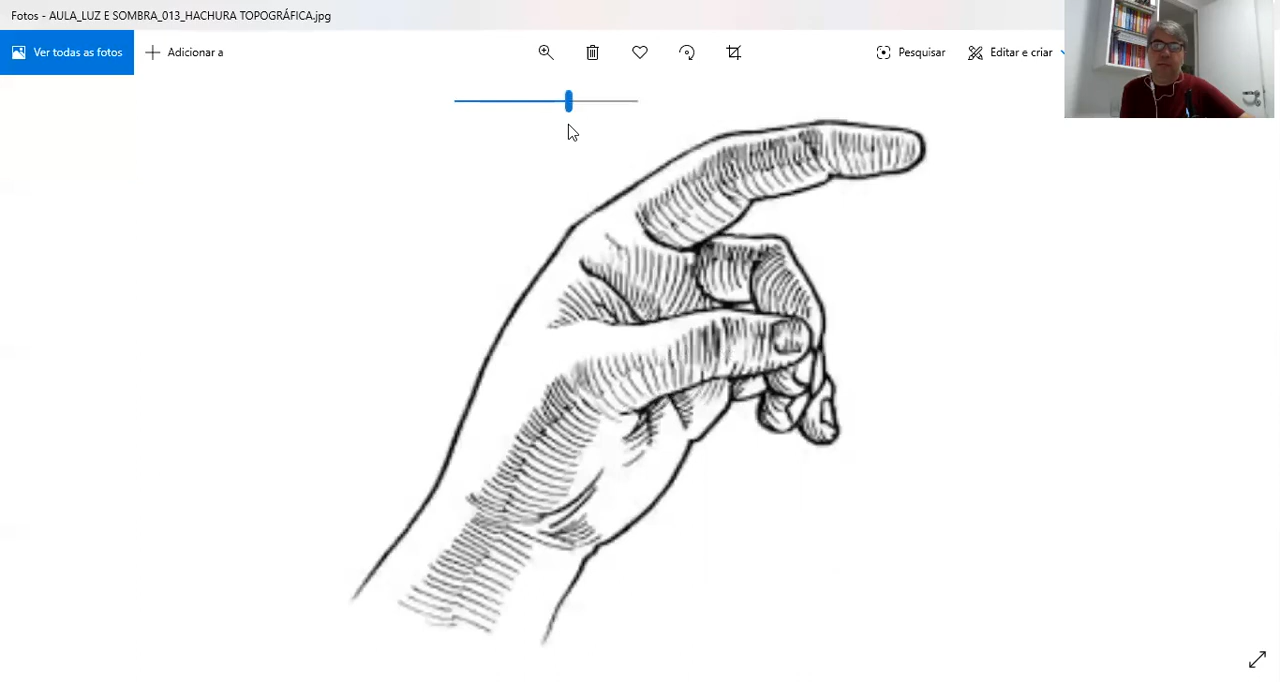 Fotos - AULA_LUZ E SOMBRA_013_HACHURA TOPOGRÁFICA.jpg
Ver todas as fotos
Adicionar a
Pesquisar
Editar e criar